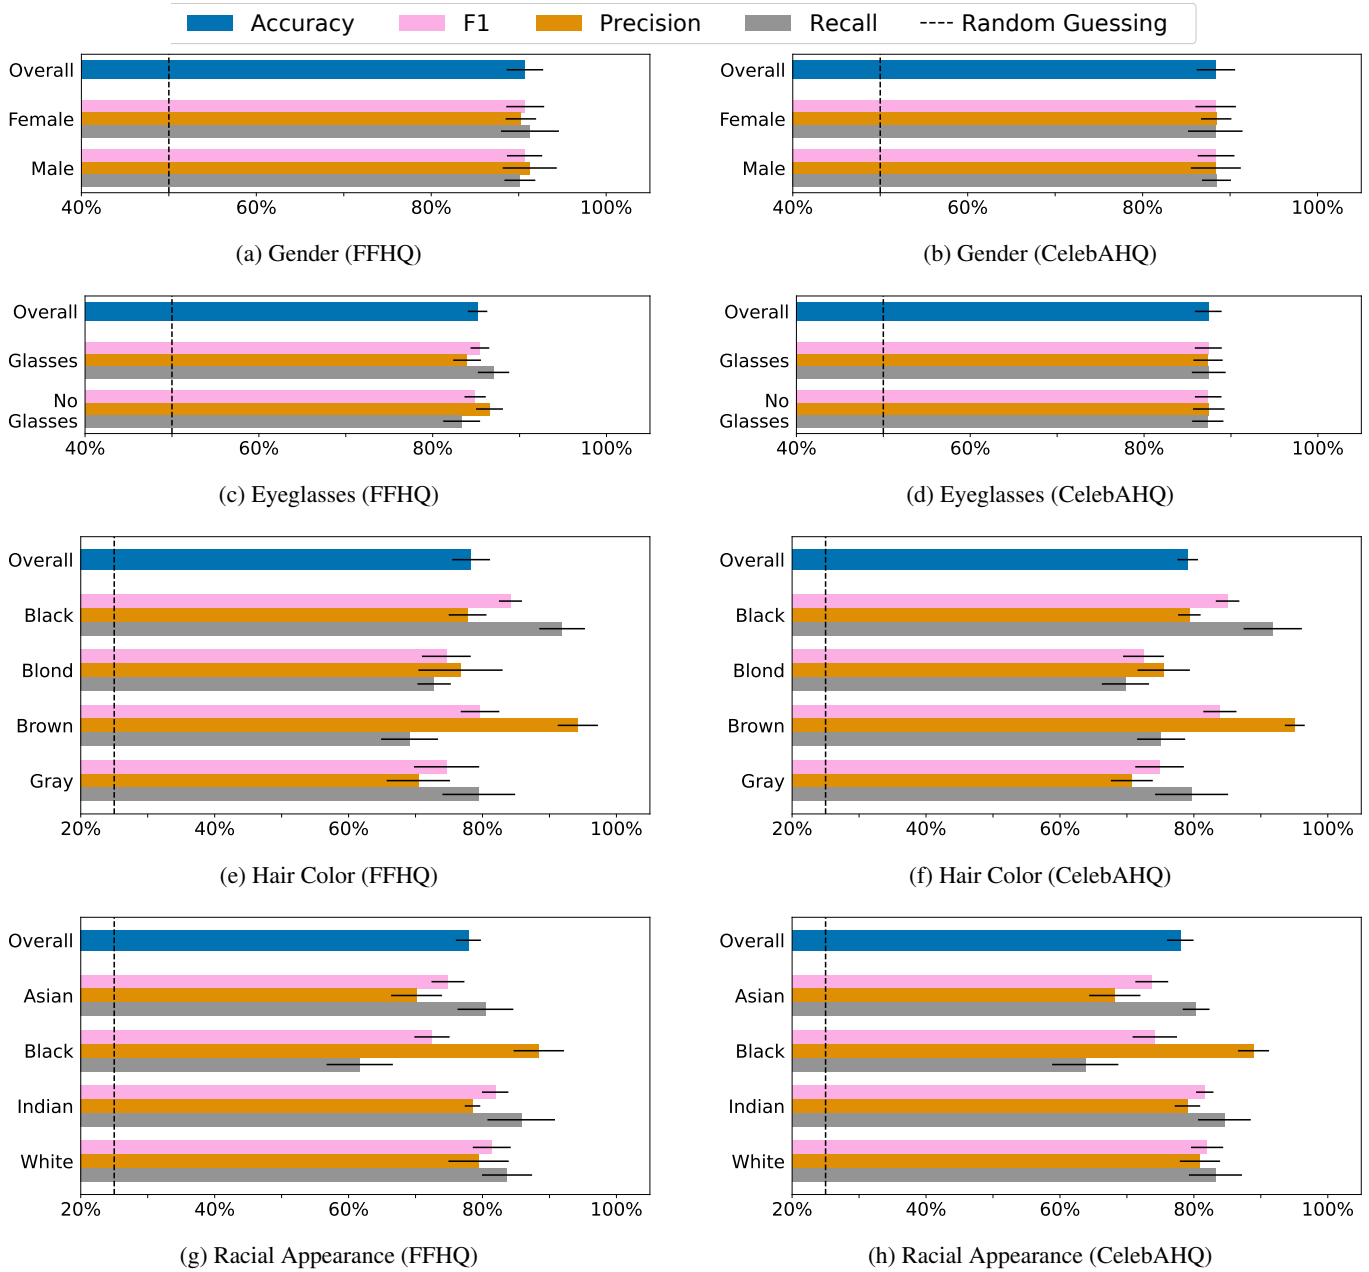 Accuracy F1 Precision Recall Random Guessing
Overall
Female
Male
40% 60% 80% 100%
(a) Gender (FFHQ)
Overall
Female
Male
40% 60% 80% 100%
(b) Gender (CelebAHQ)
Overall
Glasses
No
Glasses
40% 60% 80% 100%
(c) Eyeglasses (FFHQ)
Overall
Glasses
No
Glasses
40% 60% 80% 100%
(d) Eyeglasses (CelebAHQ)
Overall
Black
Blond
Brown
Gray
20% 40% 60% 80% 100%
(e) Hair Color (FFHQ)
Overall
Black
Blond
Brown
Gray
20% 40% 60% 80% 100%
(f) Hair Color (CelebAHQ)
Overall
Asian
Black
Indian
White
20% 40% 60% 80% 100%
(g) Racial Appearance (FFHQ)
Overall
Asian
Black
Indian
White
20% 40% 60% 80% 100%
(h) Racial Appearance (CelebAHQ)